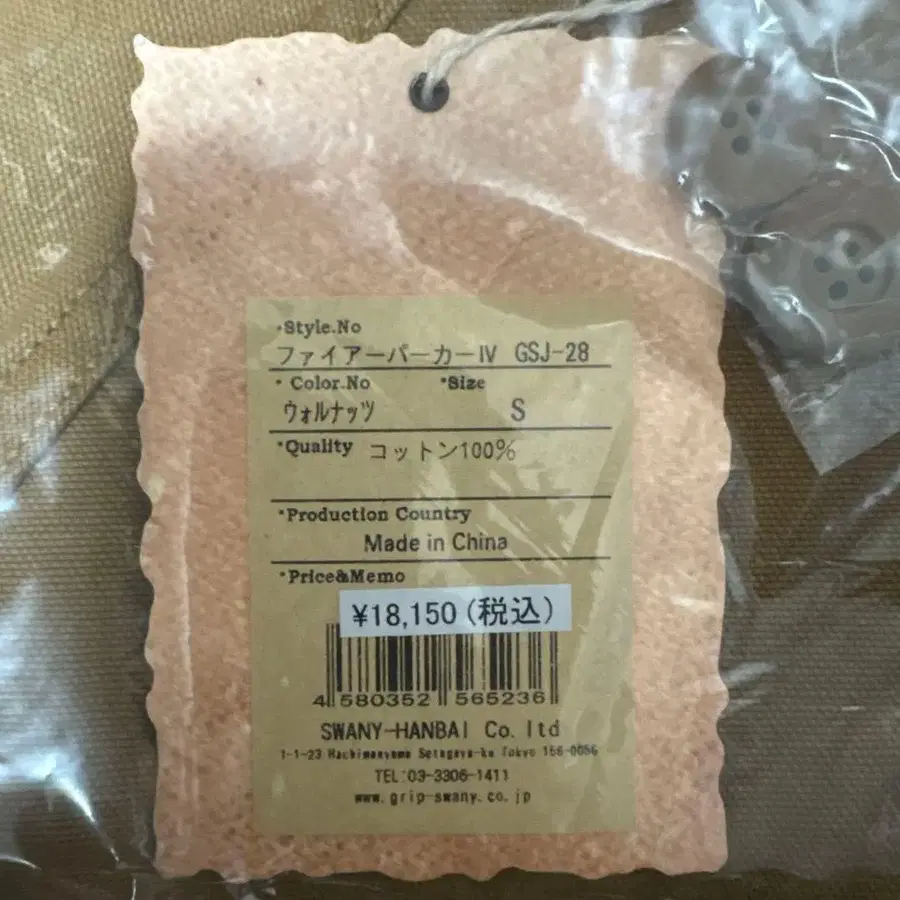 •Style.No
ファイアーパーカーⅣ GSJ-28
• Color.No •Size
ウォルナッツ S
•Quality コットン100%
•Production Country
Made in China
•Price&Memo
¥18,150(税込)
4 580352 565236
SWANY-HANBAI Co. ltd
1-1-23 Hachimanyama Setagaya-ku Tokyo 156-0056
TEL:03-3306-1411
www.grip-swany.co.jp